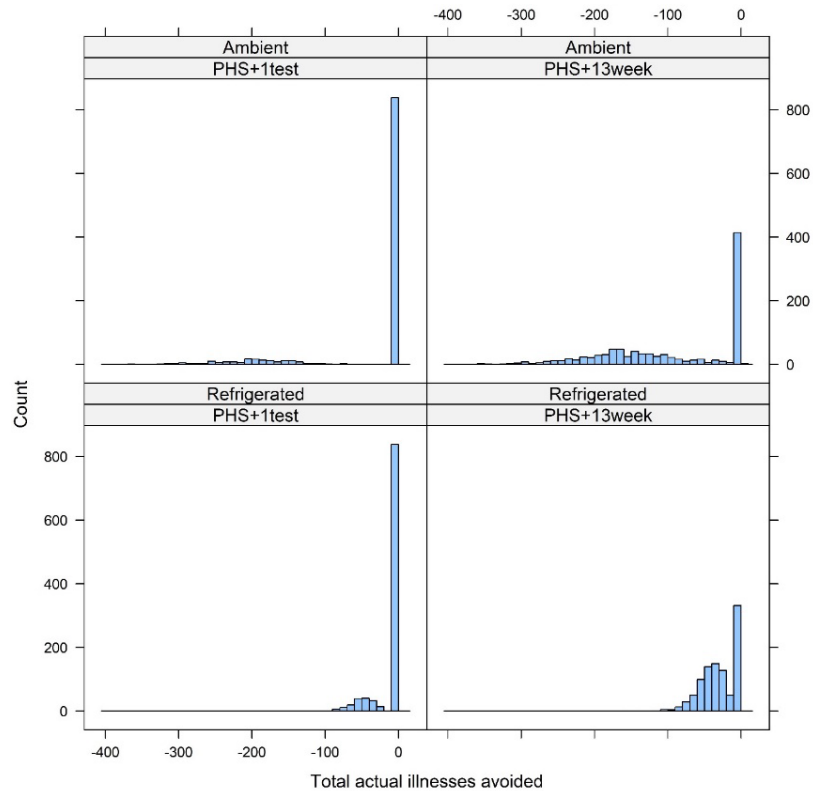 -400 -300 -200 -100 0
Ambient Ambient
PHS+1test PHS+13week
800
600
400
200
0
Refrigerated Refrigerated
PHS+1test PHS+13week
Count
800
600
400
200
0
-400 -300 -200 -100 0
Total actual illnesses avoided